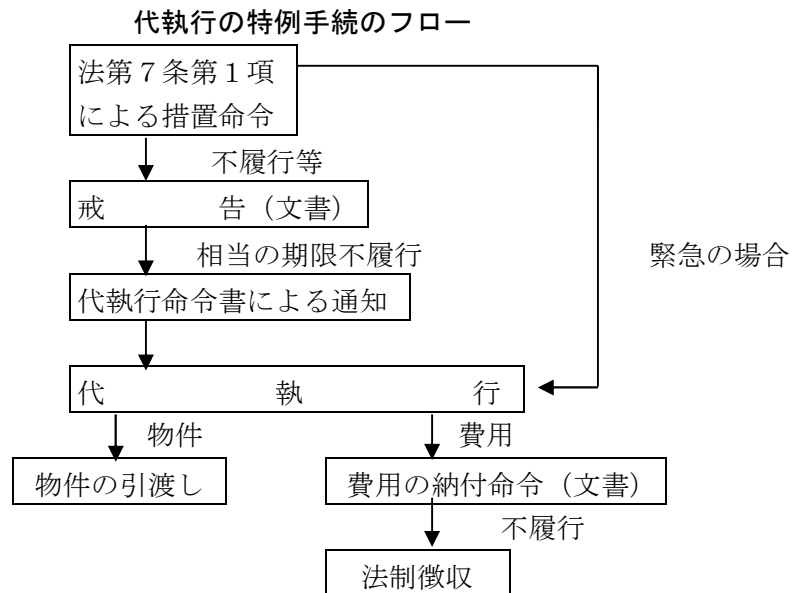 代執行の特例手続のフロー
法第７条第１項
による措置命令
不履行等
戒　　　告（文書）
相当の期限不履行
緊急の場合
代執行命令書による通知
代　　　執　　　行
物件
費用
物件の引渡し
費用の納付命令（文書）
不履行
法制徴収